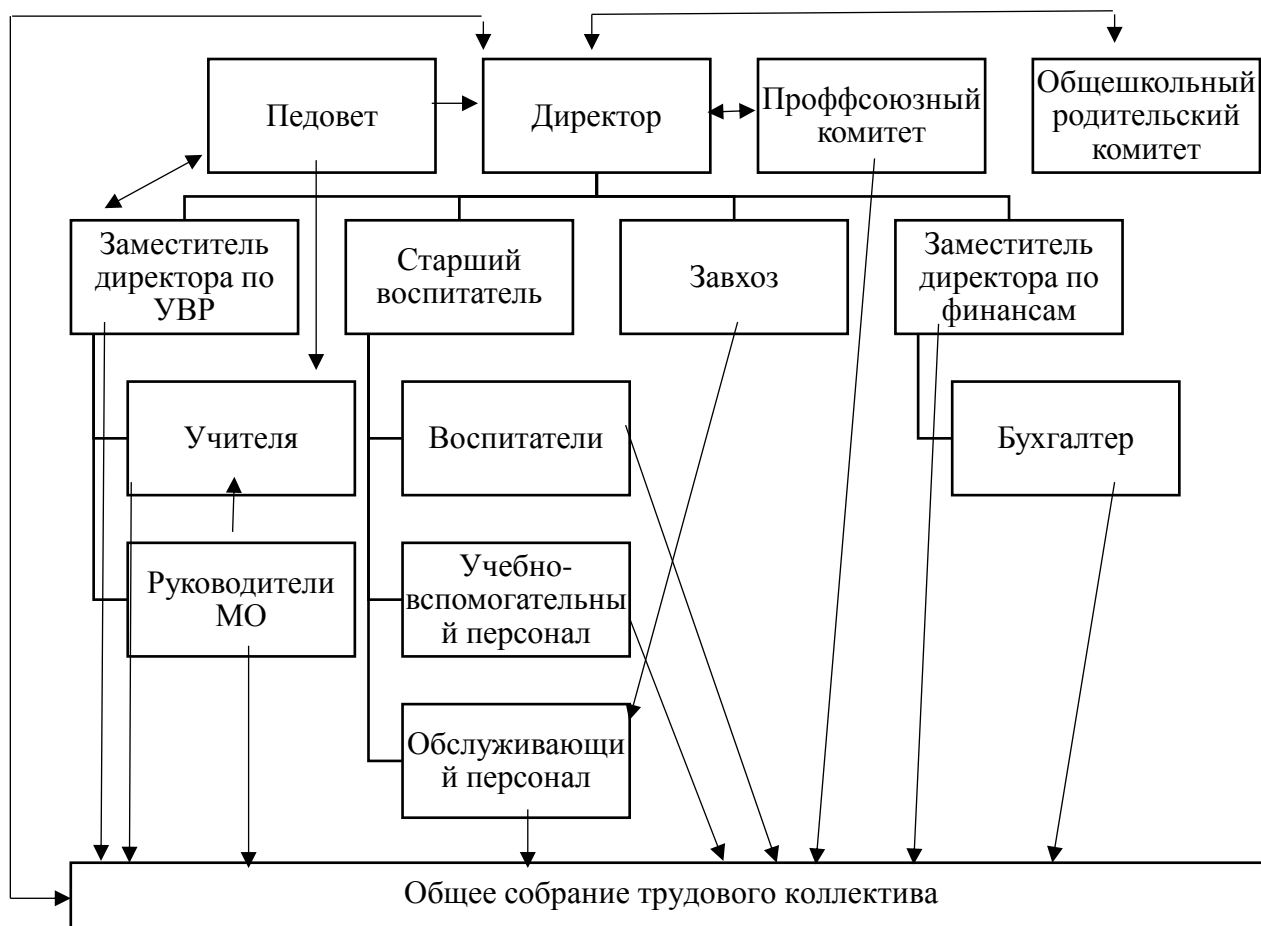 Педовет
Директор
Проффсоюзный
комитет
Общешкольный
родительский
комитет
Заместитель
директора по
УВР
Старший
воспитатель
Завхоз
Заместитель
директора по
финансам
Учителя
Воспитатели
Бухгалтер
Руководители
МО
Учебно-
вспомогательны
й персонал
Обслуживающи
й персонал
Общее собрание трудового коллектива